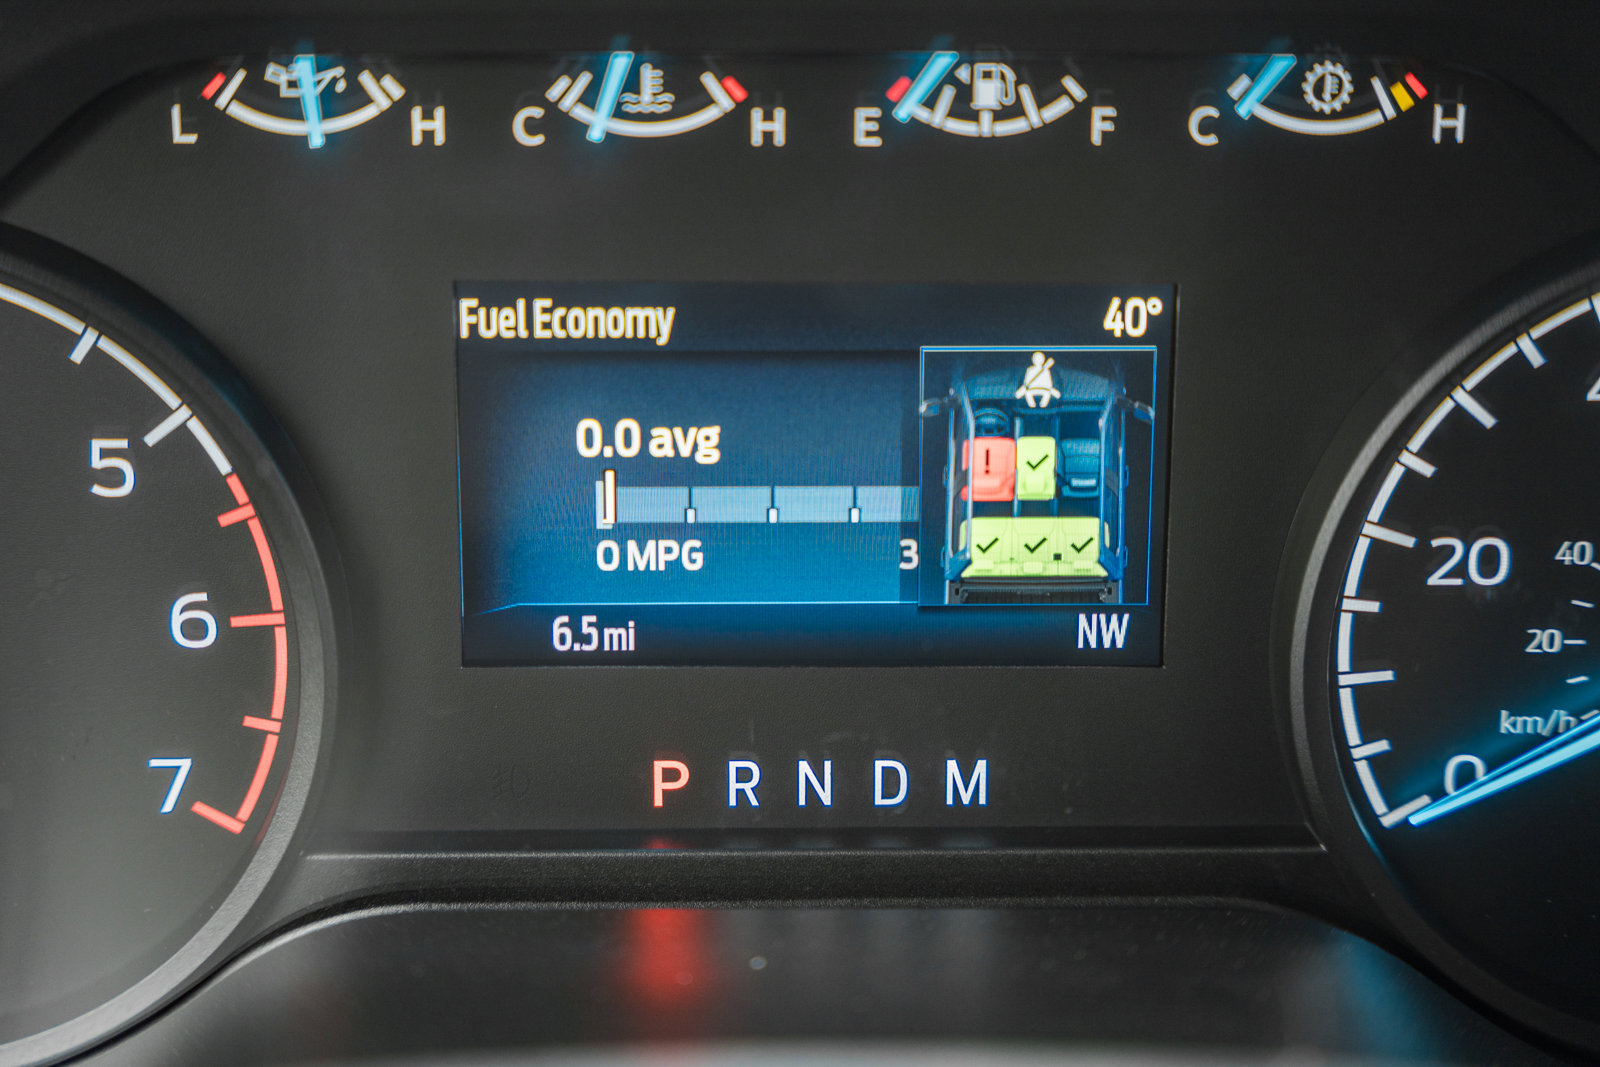 L H C H E F C H
Fuel Economy 40°
0.0 avg
!
0 MPG 3
6.5 mi NW
P R N D M
5
6
7
40
20
20
km/h
0